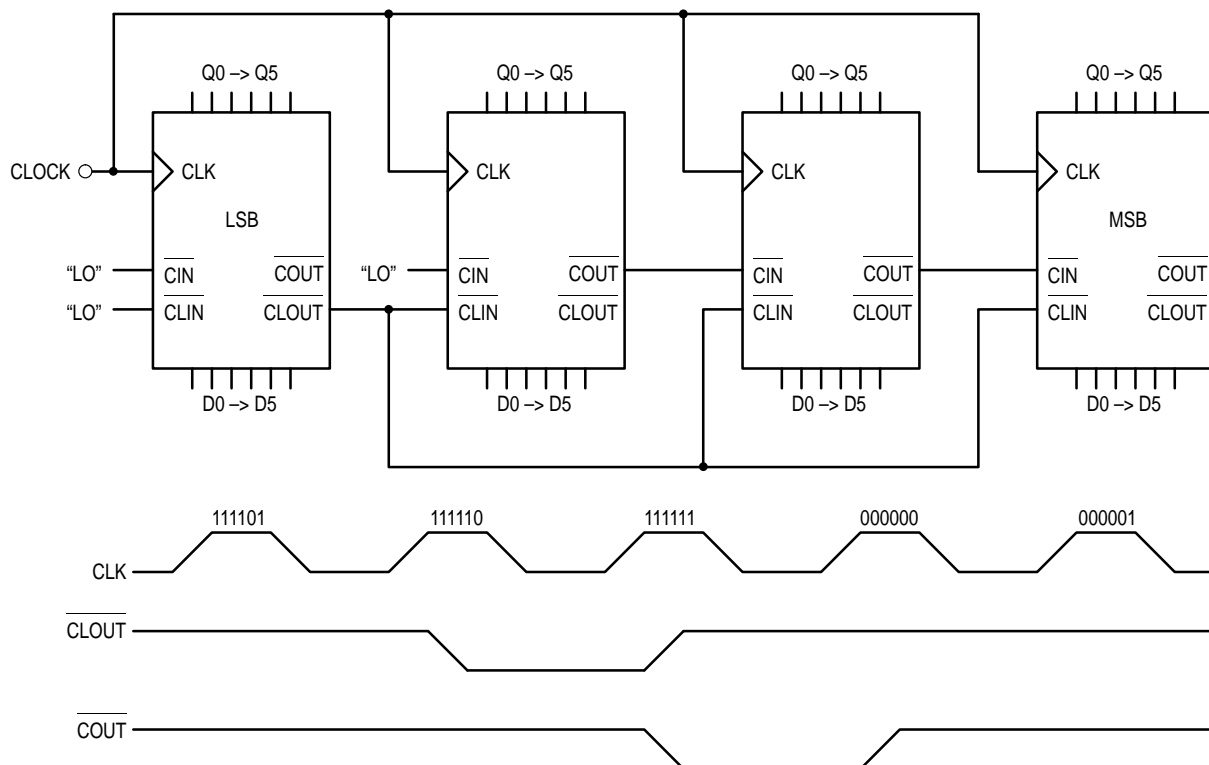 Q0 –> Q5
Q0 –> Q5
Q0 –> Q5
Q0 –> Q5
CLOCK
CLK
CLK
CLK
CLK
LSB
MSB
“LO”
CIN
COUT
“LO”
CIN
COUT
CIN
COUT
CIN
COUT
“LO”
CLIN
CLOUT
CLIN
CLOUT
CLIN
CLOUT
CLIN
CLOUT
D0 –> D5
D0 –> D5
D0 –> D5
D0 –> D5
111101
111110
111111
000000
000001
CLK
CLOUT
COUT